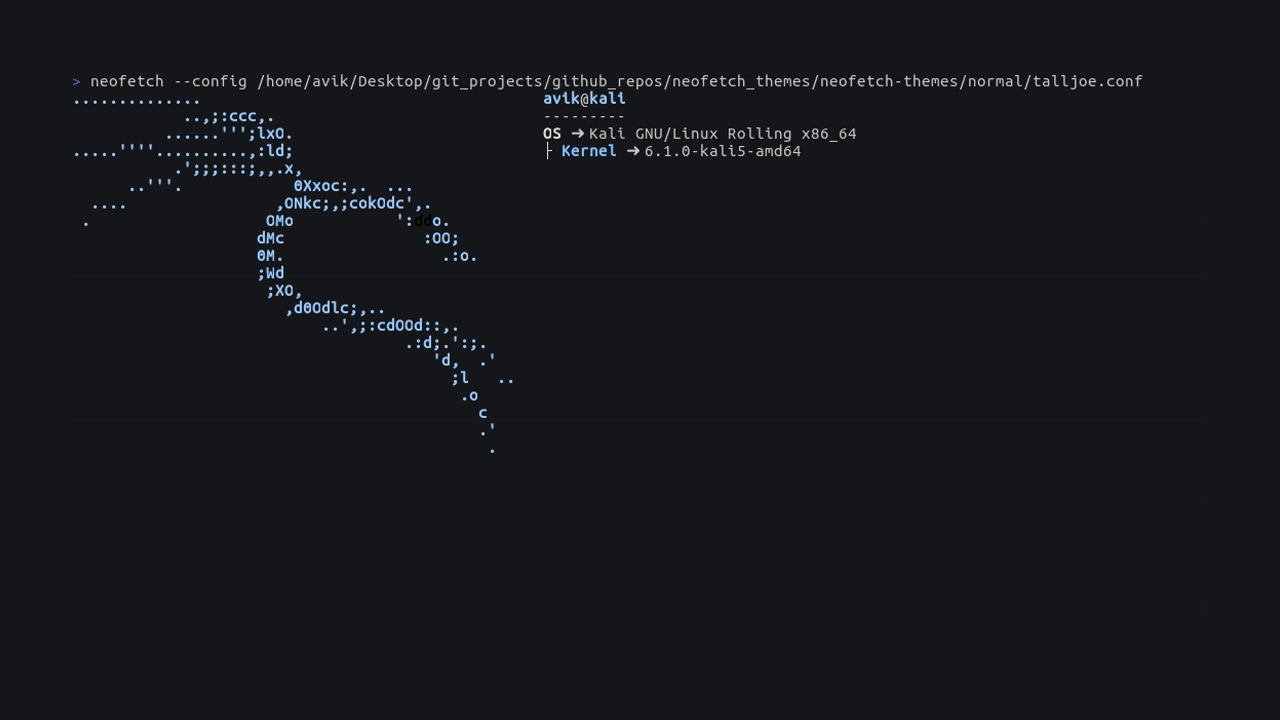 > neofetch --config /home/avik/Desktop/git_projects/github_repos/neofetch_themes/neofetch-themes/normal/talljoe.conf
..............                                     avik@kali
            ..,;:ccc,.                             ---------
          ......''';lxO.                           OS ➜ Kali GNU/Linux Rolling x86_64
.....''''..........,:ld;                           ├ Kernel ➜ 6.1.0-kali5-amd64
           .';;;:::;,,.x,
      ..'''.            0Xxoc:,.  ...
  ....                ,ONkc;,;cokOdc',.
 .                   OMo           ':ddo.
                    dMc               :OO;
                    0M.                 .:o.
                    ;Wd
                     ;XO,
                       ,d0Odlc;,..
                           ..',;:cdOOd::,.
                                    .:d;.':;.
                                       'd,  .'
                                         ;l   ..
                                          .o
                                            c
                                            .'
                                             .